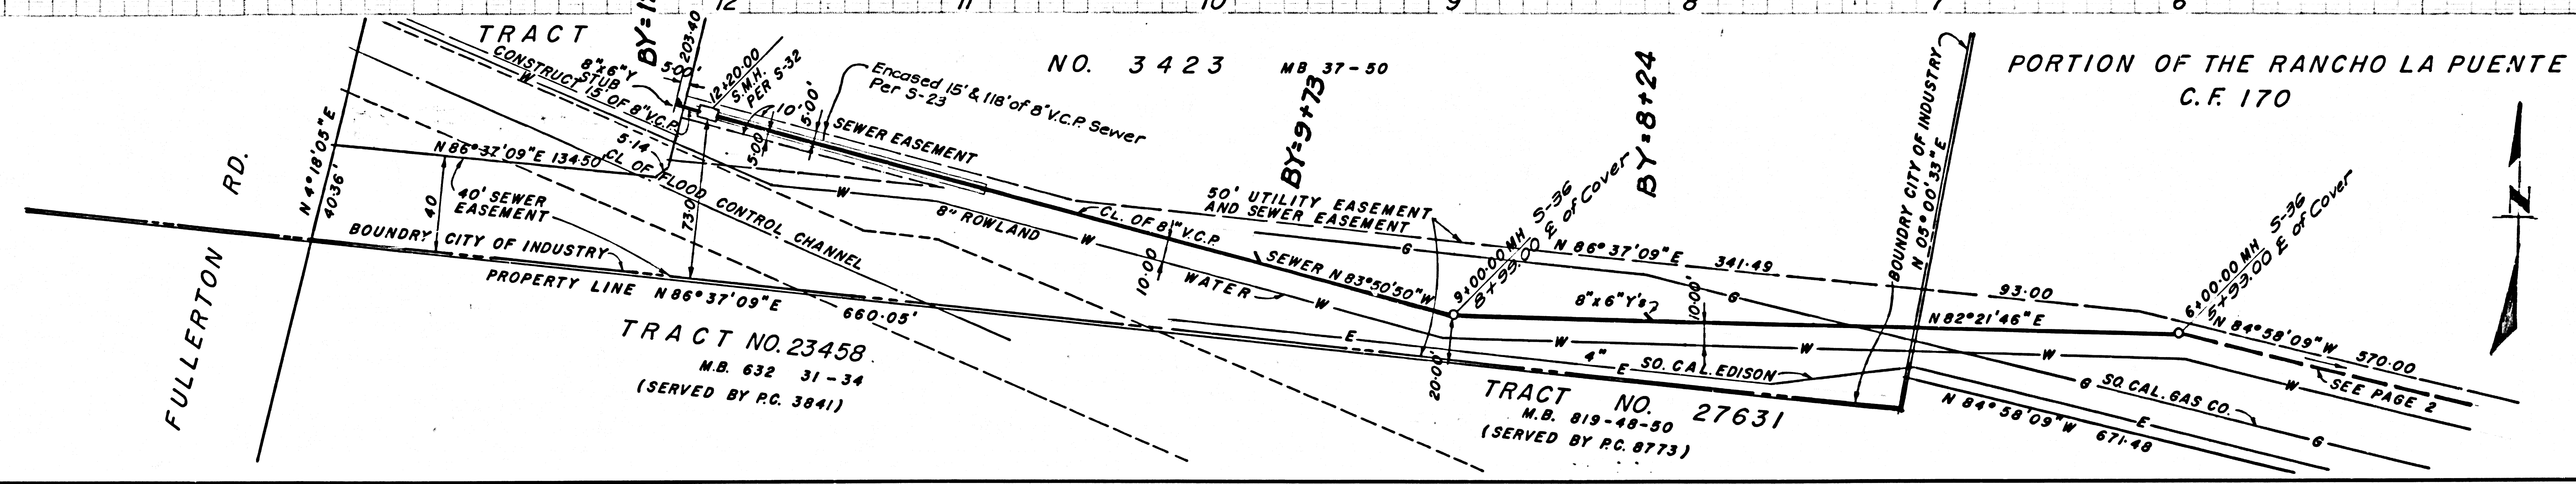 12 11 10 9 8 7 6
TRACT NO. 3423 MB 37-50
PORTION OF THE RANCHO LA PUENTE
C.F. 170
CONSTRUCT 15' OF 8" V.C.P.
8"x6"Y
STUB
W
5.00'
203.40
12+20.00
S.M.H.
PER S-32
10'
5.00'
5.00'
Encased 15' & 118' of 8" V.C.P. Sewer
Per S-23
SEWER EASEMENT
BY=9+73
BY=8+24
BOUNDRY CITY OF INDUSTRY
N 05°00'33"E
FULLERTON RD.
N 4°18'05"E
40.36'
N 86°37'09"E 134.50'
5.14
CL OF FLOOD CONTROL CHANNEL
40
40' SEWER
EASEMENT
73.0
BOUNDRY CITY OF INDUSTRY
PROPERTY LINE N 86°37'09"E
660.05'
W
8" ROWLAND
W
WATER
W
CL. OF 8" V.C.P.
SEWER N 83°50'50"W
10.00
50' UTILITY EASEMENT
AND SEWER EASEMENT
G
N 86°37'09"E 341.49
9+00.00 MH S-36
8+99.00 ⅊ of Cover
G
8"x6"Y's
10.00'
93.00
N 82°21'46"E
6+00.00 MH S-36
5+93.00 ⅊ of Cover
N 84°58'09"W 570.00
SEE PAGE 2
E
20.00'
W
4"
E
SO. CAL. EDISON
W
W
W
G
SO. CAL. GAS CO.
E
G
N 84°58'09"W 671.48
TRACT NO. 23458
M.B. 632 31-34
(SERVED BY P.C. 3841)
TRACT NO. 27631
M.B. 819-48-50
(SERVED BY P.C. 8773)
N